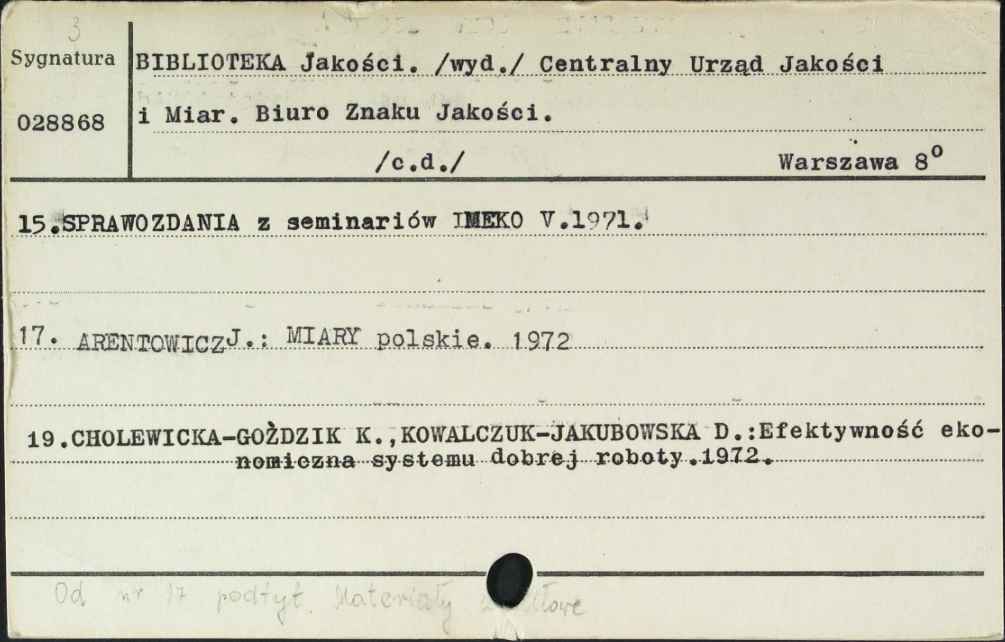 3
Sygnatura
028868
BIBLIOTEKA Jakości. /wyd./ Centralny Urząd Jakości
i Miar. Biuro Znaku Jakości.
/c.d./ Warszawa 8⁰
15.SPRAWOZDANIA z seminariów IMEKO V.1971.
17. ARENTOWICZ J.: MIARY polskie. 1972
19.CHOLEWICKA-GOŹDZIK K.,KOWALCZUK-JAKUBOWSKA D.:Efektywność eko-
nomiczna systemu dobrej roboty.1972.
Od nr 17 podtyt. Materiały